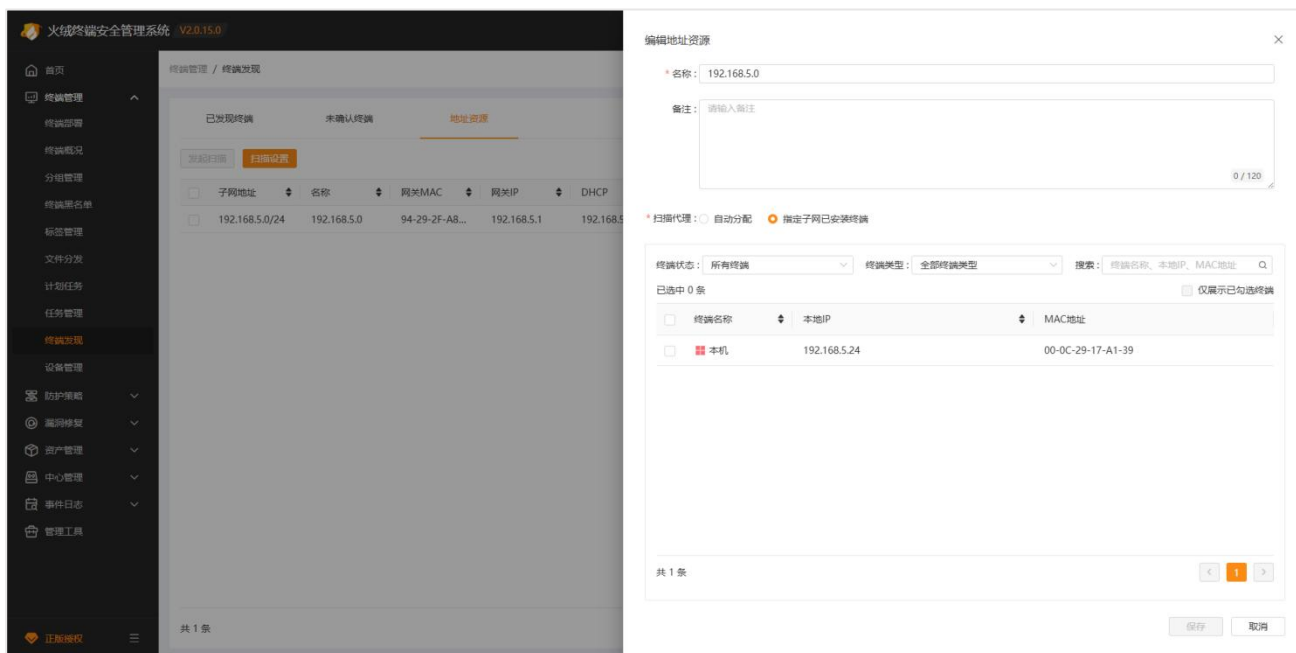 火绒终端安全管理系统 V2.0.15.0
首页
终端管理
终端部署
终端概况
分组管理
终端黑名单
标签管理
文件分发
计划任务
任务管理
终端发现
设备管理
防护策略
漏洞修复
资产管理
中心管理
事件日志
管理工具
正版授权
终端管理 / 终端发现
已发现终端 未确认终端 地址资源
发起扫描 扫描设置
子网地址 名称 网关MAC 网关IP DHCP
192.168.5.0/24 192.168.5.0 94-29-2F-A8... 192.168.5.1 192.168.5
共 1 条
编辑地址资源
* 名称： 192.168.5.0
备注： 请输入备注
0 / 120
* 扫描代理： 自动分配 指定子网已安装终端
终端状态： 所有终端 终端类型： 全部终端类型 搜索： 终端名称、本地IP、MAC地址
已选中 0 条 仅展示已勾选终端
终端名称 本地IP MAC地址
本机 192.168.5.24 00-0C-29-17-A1-39
共 1 条 1
保存 取消